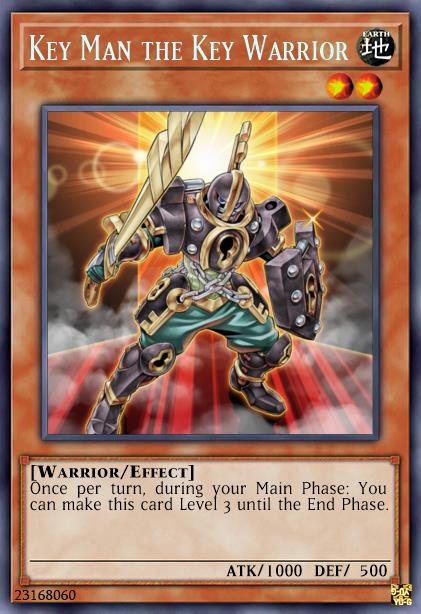 KEY MAN THE KEY WARRIOR
EARTH
地
[WARRIOR/EFFECT]
Once per turn, during your Main Phase: You
can make this card Level 3 until the End Phase.
ATK/1000 DEF/ 500
23168060